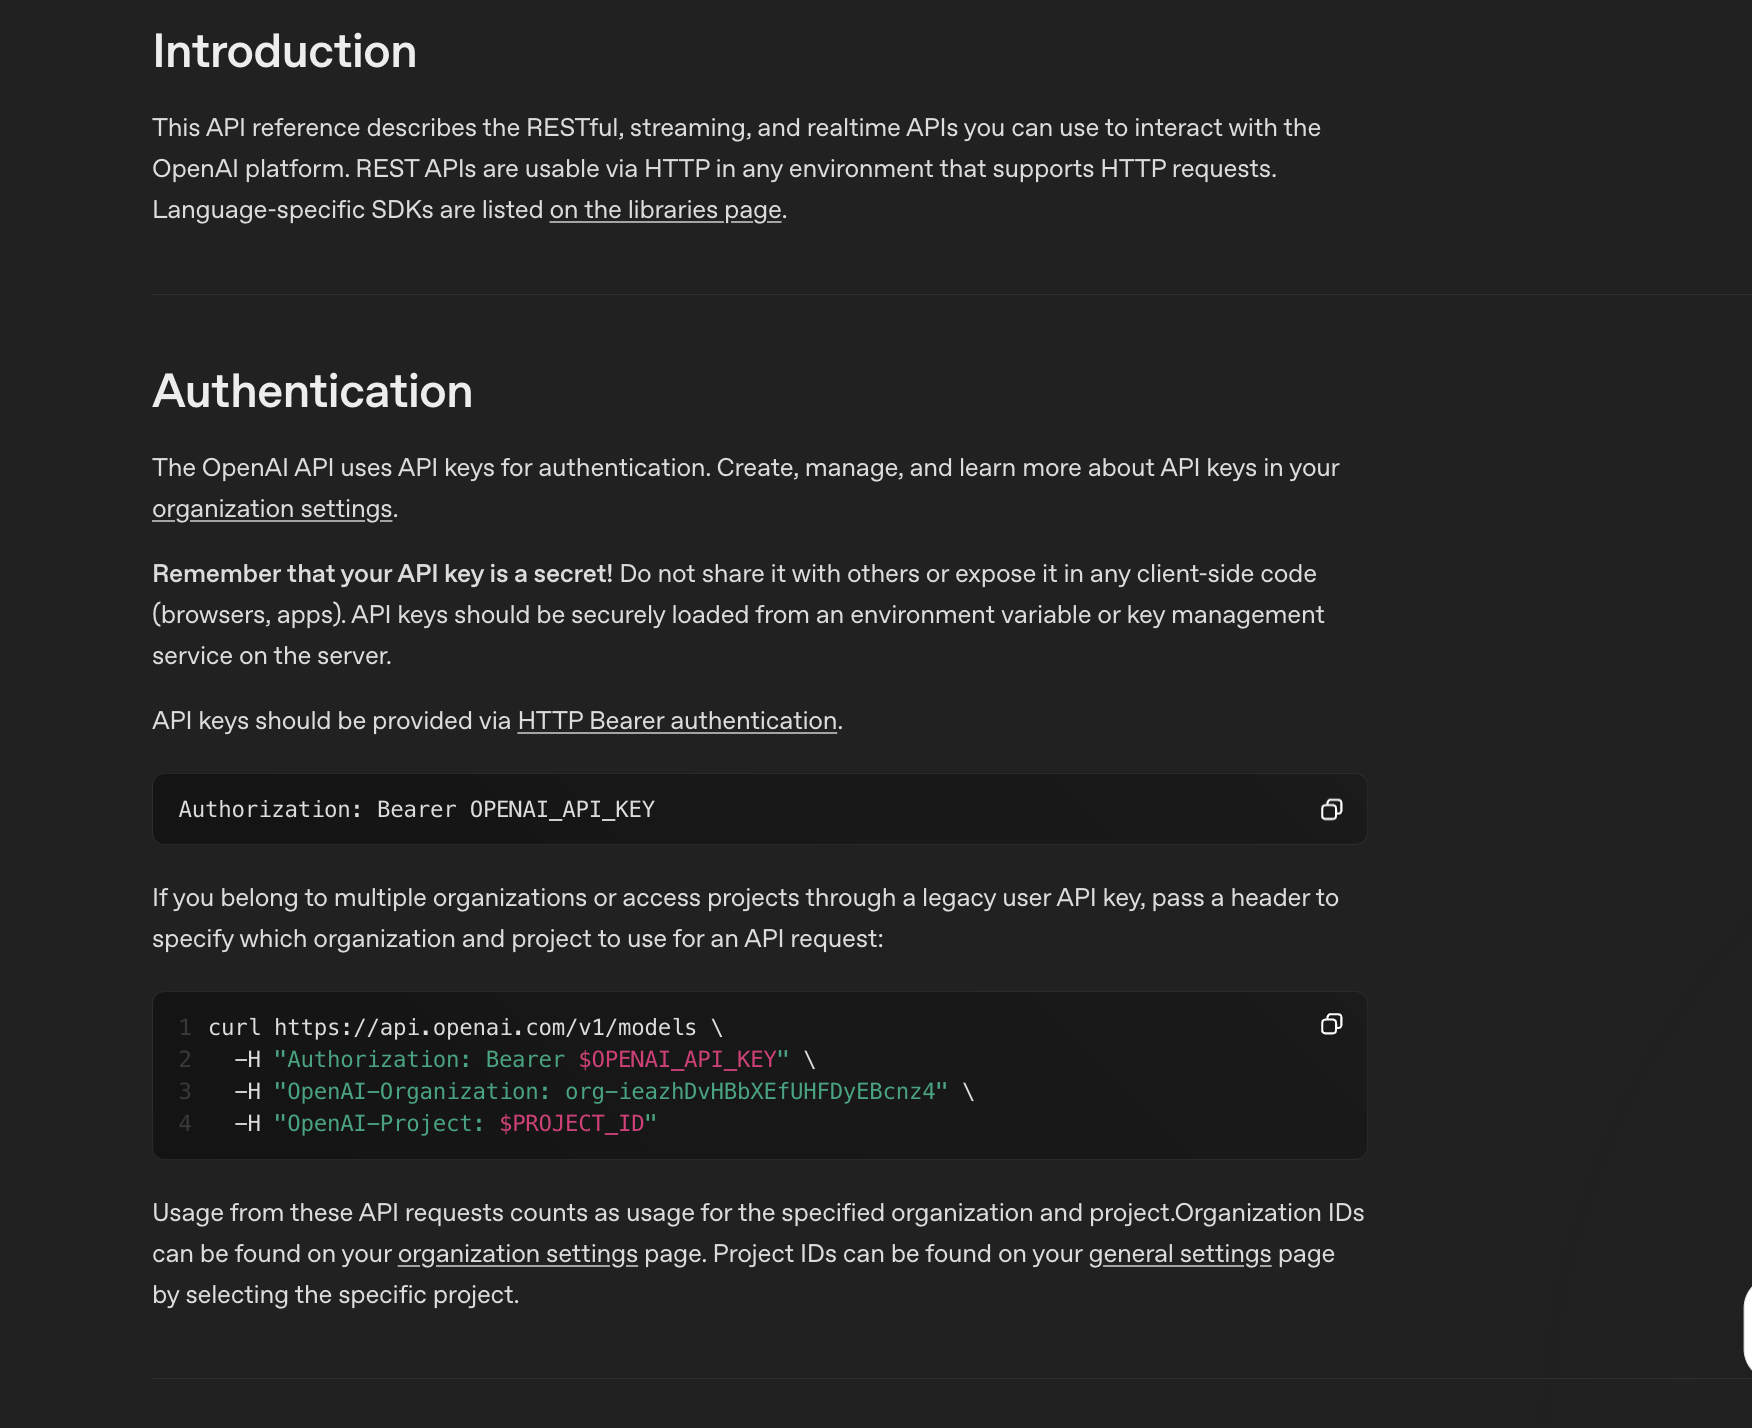 Introduction
This API reference describes the RESTful, streaming, and realtime APIs you can use to interact with the
OpenAI platform. REST APIs are usable via HTTP in any environment that supports HTTP requests.
Language-specific SDKs are listed on the libraries page.
Authentication
The OpenAI API uses API keys for authentication. Create, manage, and learn more about API keys in your
organization settings.
Remember that your API key is a secret! Do not share it with others or expose it in any client-side code
(browsers, apps). API keys should be securely loaded from an environment variable or key management
service on the server.
API keys should be provided via HTTP Bearer authentication.
Authorization: Bearer OPENAI_API_KEY
If you belong to multiple organizations or access projects through a legacy user API key, pass a header to
specify which organization and project to use for an API request:
1 curl https://api.openai.com/v1/models \
2   -H "Authorization: Bearer $OPENAI_API_KEY" \
3   -H "OpenAI-Organization: org-ieazhDvHBbXEfUHFDyEBcnz4" \
4   -H "OpenAI-Project: $PROJECT_ID"
Usage from these API requests counts as usage for the specified organization and project.Organization IDs
can be found on your organization settings page. Project IDs can be found on your general settings page
by selecting the specific project.